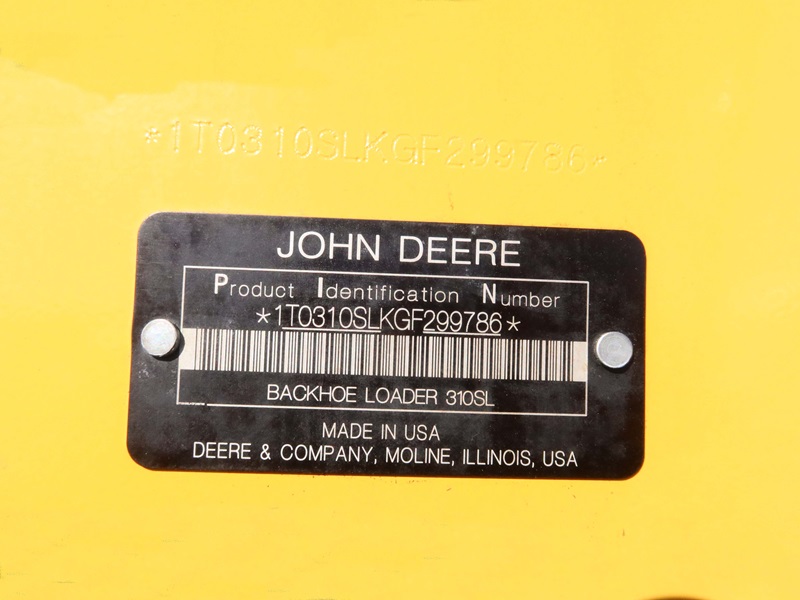 *1T0310SLKGF299786*
JOHN DEERE
Product Identification Number
*1T0310SLKGF299786*
BACKHOE LOADER 310SL
MADE IN USA
DEERE & COMPANY, MOLINE, ILLINOIS, USA